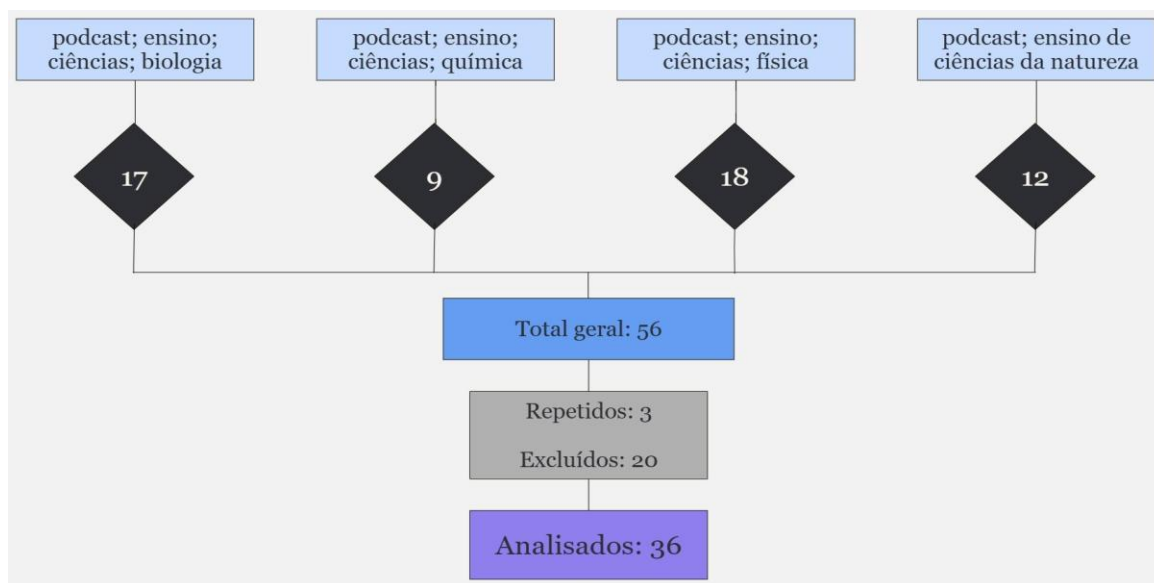 podcast; ensino;
ciências; biologia
podcast; ensino;
ciências; química
podcast; ensino;
ciências; física
podcast; ensino de
ciências da natureza
17
9
18
12
Total geral: 56
Repetidos: 3
Excluídos: 20
Analisados: 36